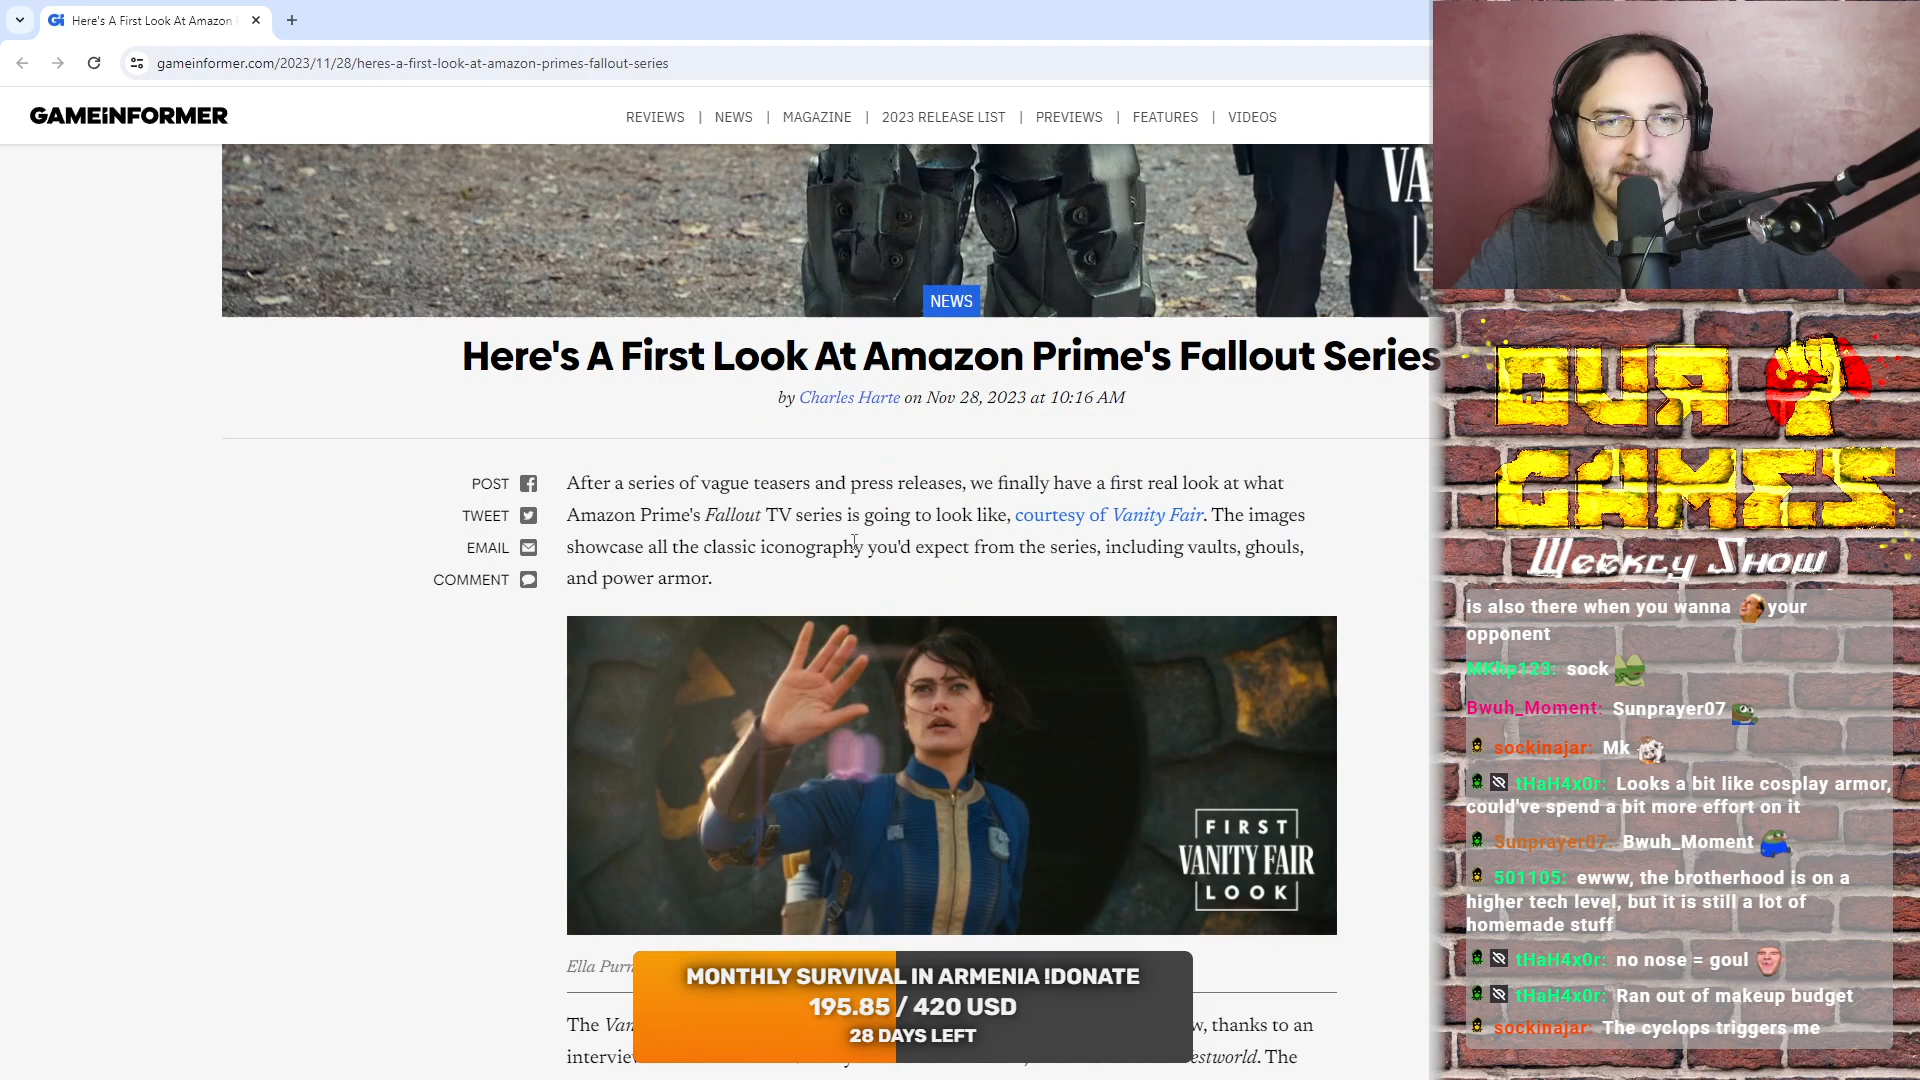 Here's A First Look At Amazon
gameinformer.com/2023/11/28/heres-a-first-look-at-amazon-primes-fallout-series
GAMEINFORMER
REVIEWS | NEWS | MAGAZINE | 2023 RELEASE LIST | PREVIEWS | FEATURES | VIDEOS
VA
NEWS
Here's A First Look At Amazon Prime's Fallout Series
by Charles Harte on Nov 28, 2023 at 10:16 AM
POST
TWEET
EMAIL
COMMENT
After a series of vague teasers and press releases, we finally have a first real look at what
Amazon Prime's Fallout TV series is going to look like, courtesy of Vanity Fair. The images
showcase all the classic iconography you'd expect from the series, including vaults, ghouls,
and power armor.
FIRST
VANITY FAIR
LOOK
Ella Purn
MONTHLY SURVIVAL IN ARMENIA !DONATE
195.85 / 420 USD
28 DAYS LEFT
The Van
w, thanks to an
interview
estworld. The
OUR
GAMES
Weekly Show
is also there when you wanna your
opponent
MKhp123: sock
Bwuh_Moment: Sunprayer07
sockinajar: Mk
tHaH4x0r: Looks a bit like cosplay armor,
could've spend a bit more effort on it
Sunprayer07: Bwuh_Moment
501105: ewww, the brotherhood is on a
higher tech level, but it is still a lot of
homemade stuff
tHaH4x0r: no nose = goul
tHaH4x0r: Ran out of makeup budget
sockinajar: The cyclops triggers me